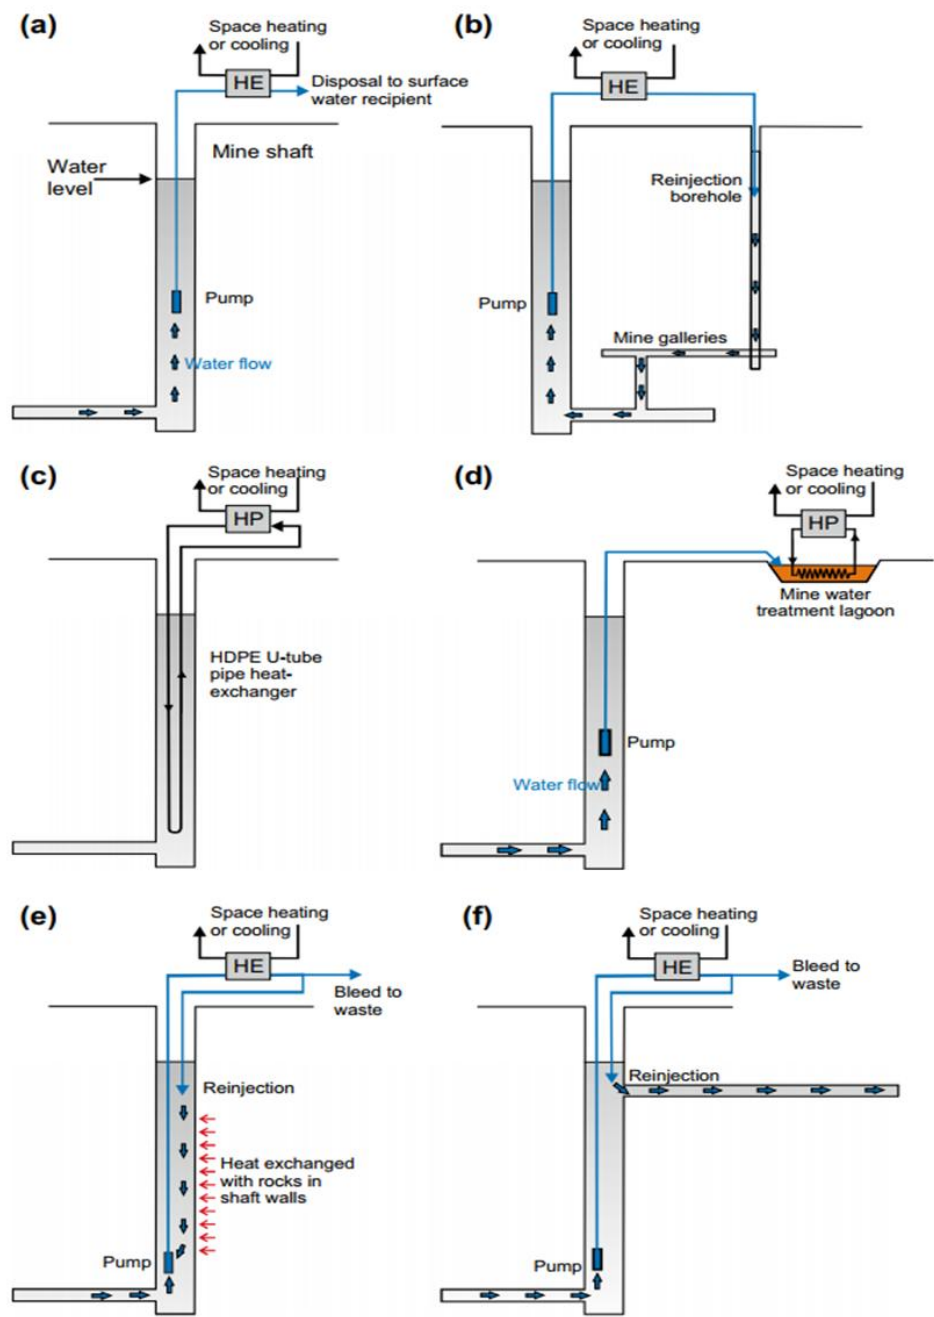 (a)
Space heating
or cooling
HE
Disposal to surface
water recipient
Mine shaft
Water
level
Pump
Water flow
(b)
Space heating
or cooling
HE
Reinjection
borehole
Pump
Mine galleries
(c)
Space heating
or cooling
HP
HDPE U-tube
pipe heat-
exchanger
(d)
Space heating
or cooling
HP
Mine water
treatment lagoon
Pump
Water flow
(e)
Space heating
or cooling
HE
Bleed to
waste
Reinjection
Heat exchanged
with rocks in
shaft walls
Pump
(f)
Space heating
or cooling
HE
Bleed to
waste
Reinjection
Pump